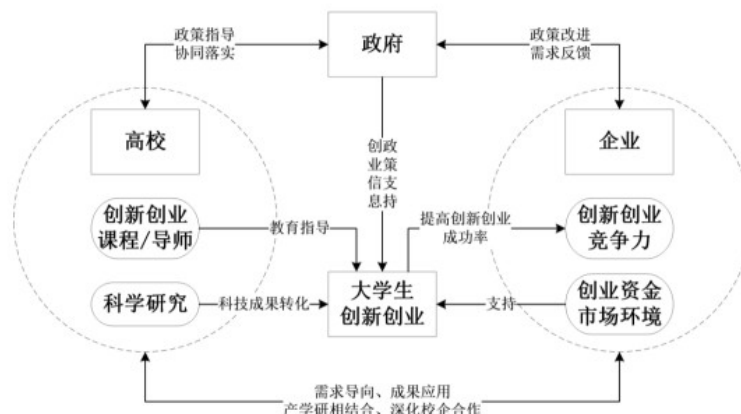 政策指导
协同落实
政府
政策改进
需求反馈
高校
企业
创政
业策
信支
息持
创新创业
课程/导师
教育指导
提高创新创业
成功率
创新创业
竞争力
科学研究
科技成果转化
大学生
创新创业
支持
创业资金
市场环境
需求导向、成果应用
产学研相结合、深化校企合作